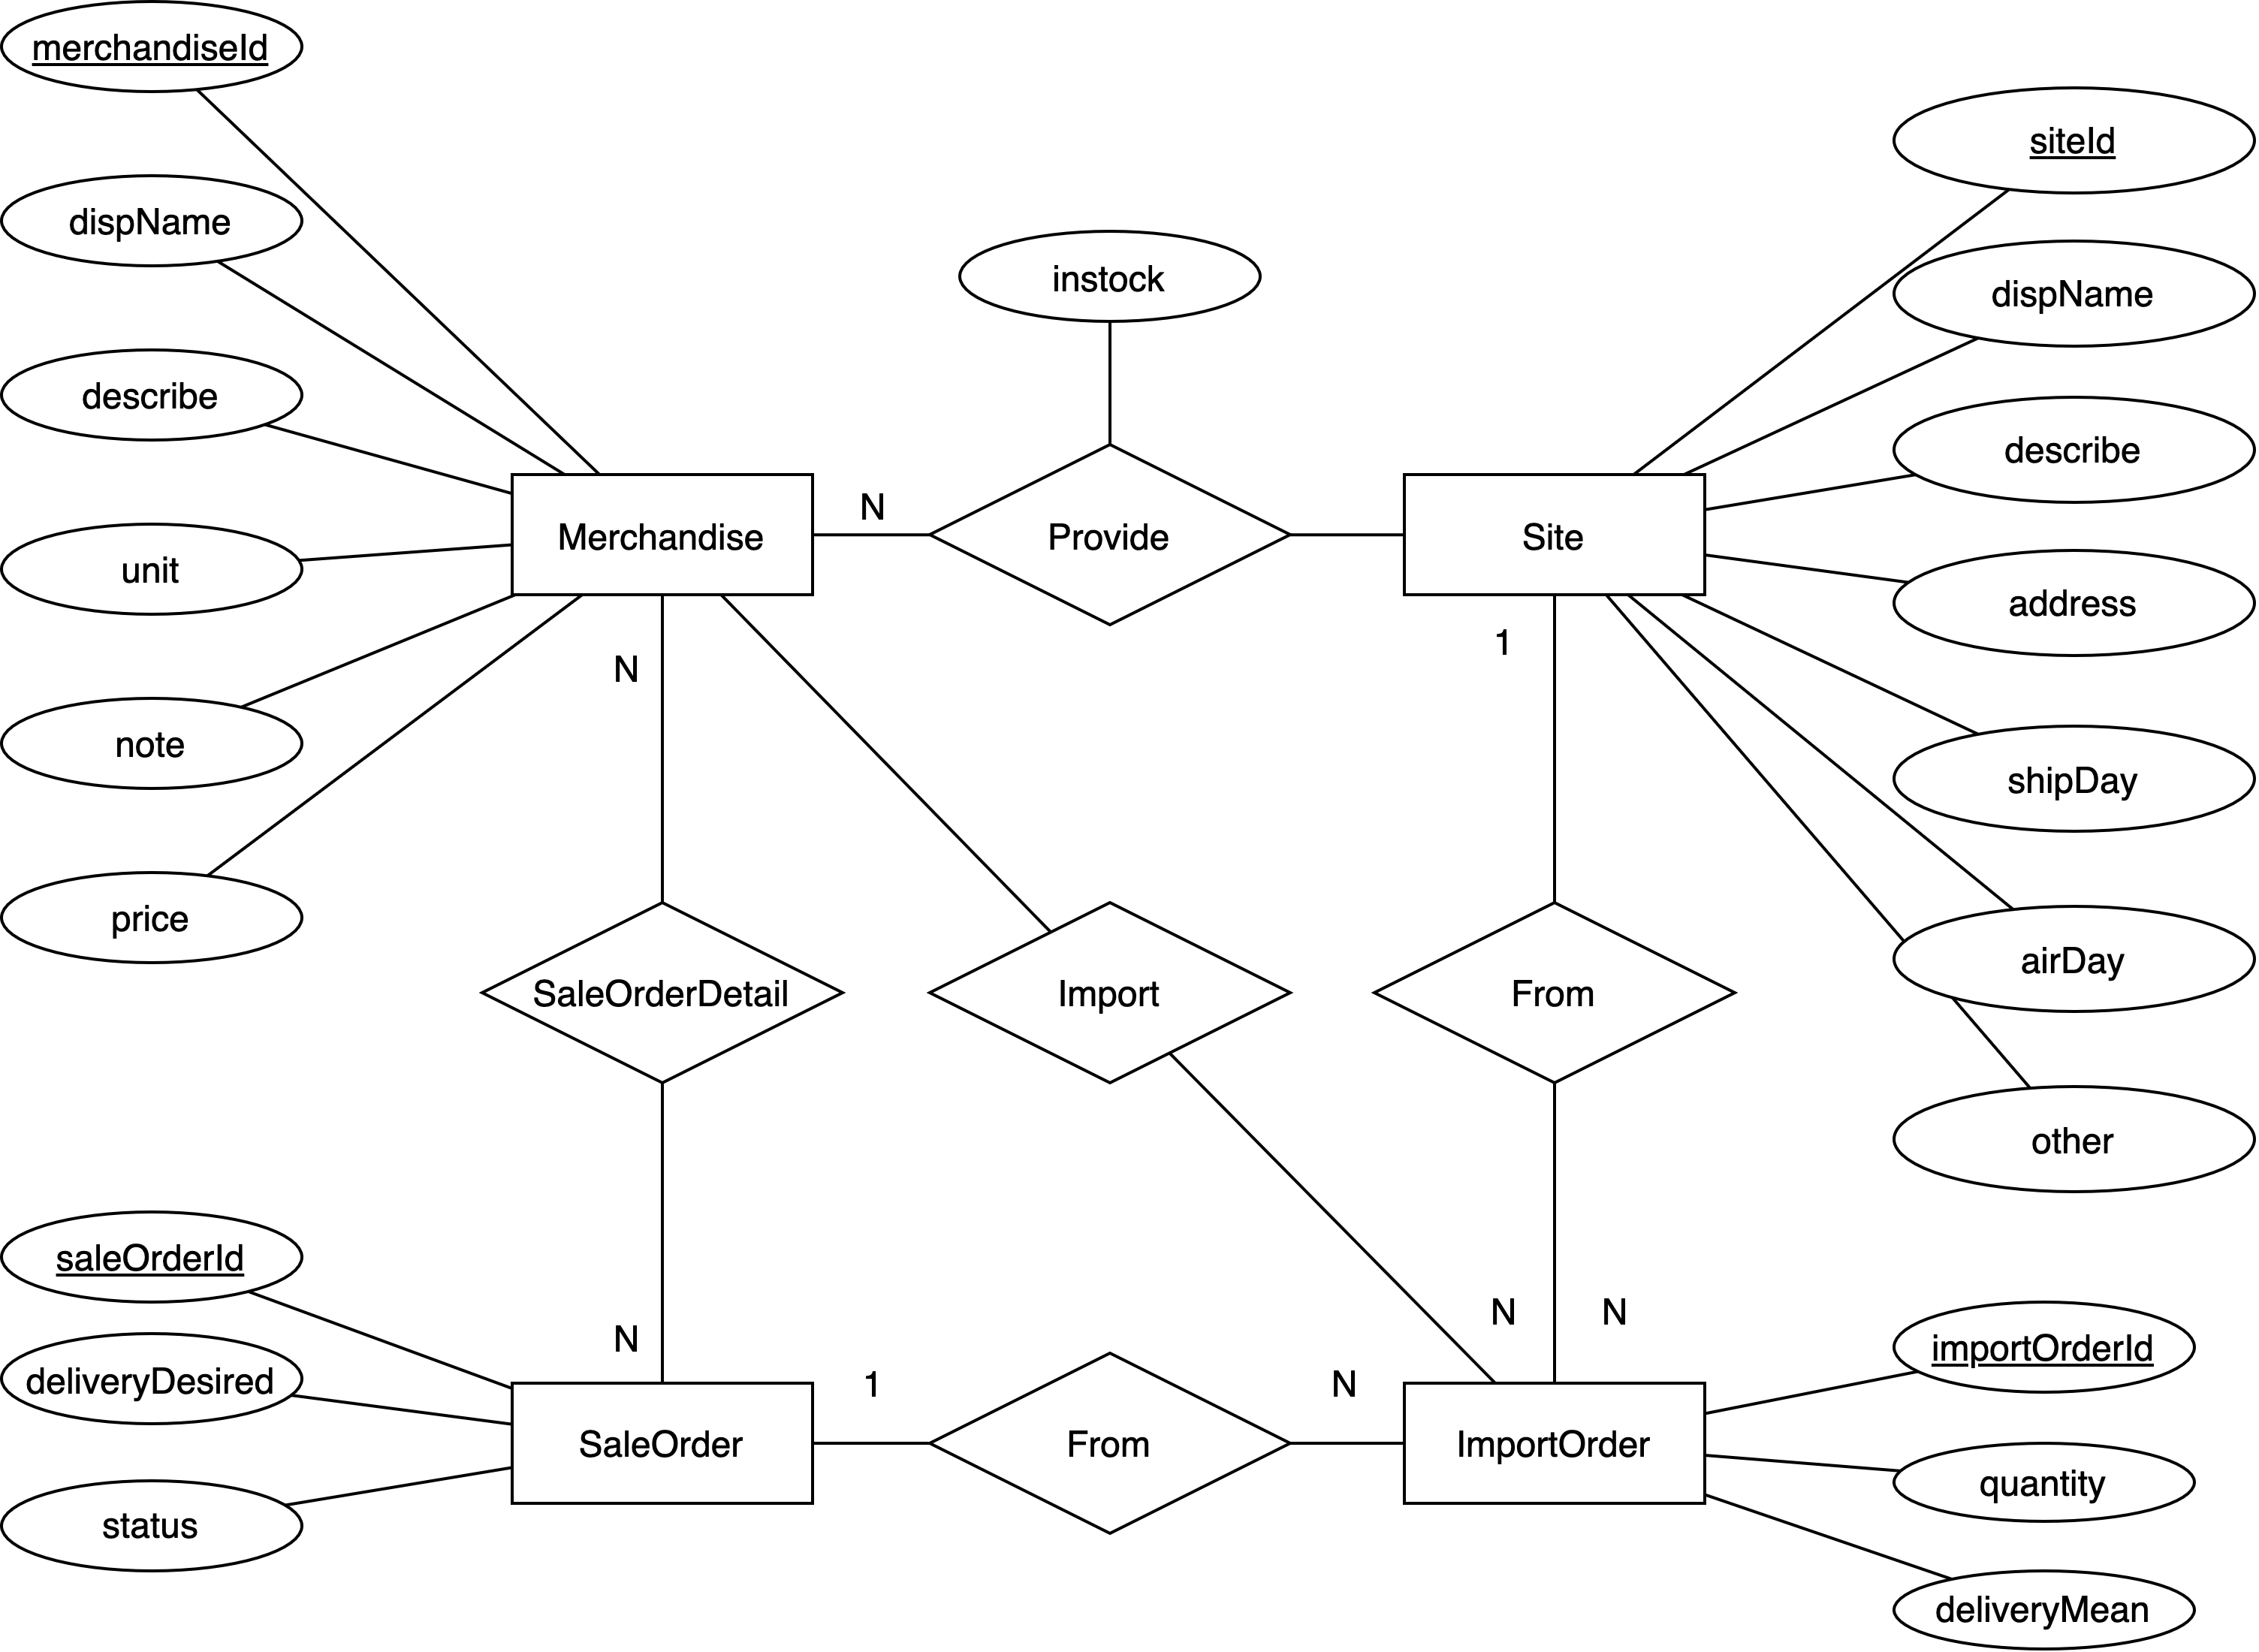 merchandiseId
siteId
dispName
instock
dispName
describe
describe
N
Merchandise
Provide
Site
unit
address
1
N
note
shipDay
price
airDay
SaleOrderDetail
Import
From
other
saleOrderId
N
N
N
importOrderId
deliveryDesired
1
N
SaleOrder
From
ImportOrder
quantity
status
deliveryMean